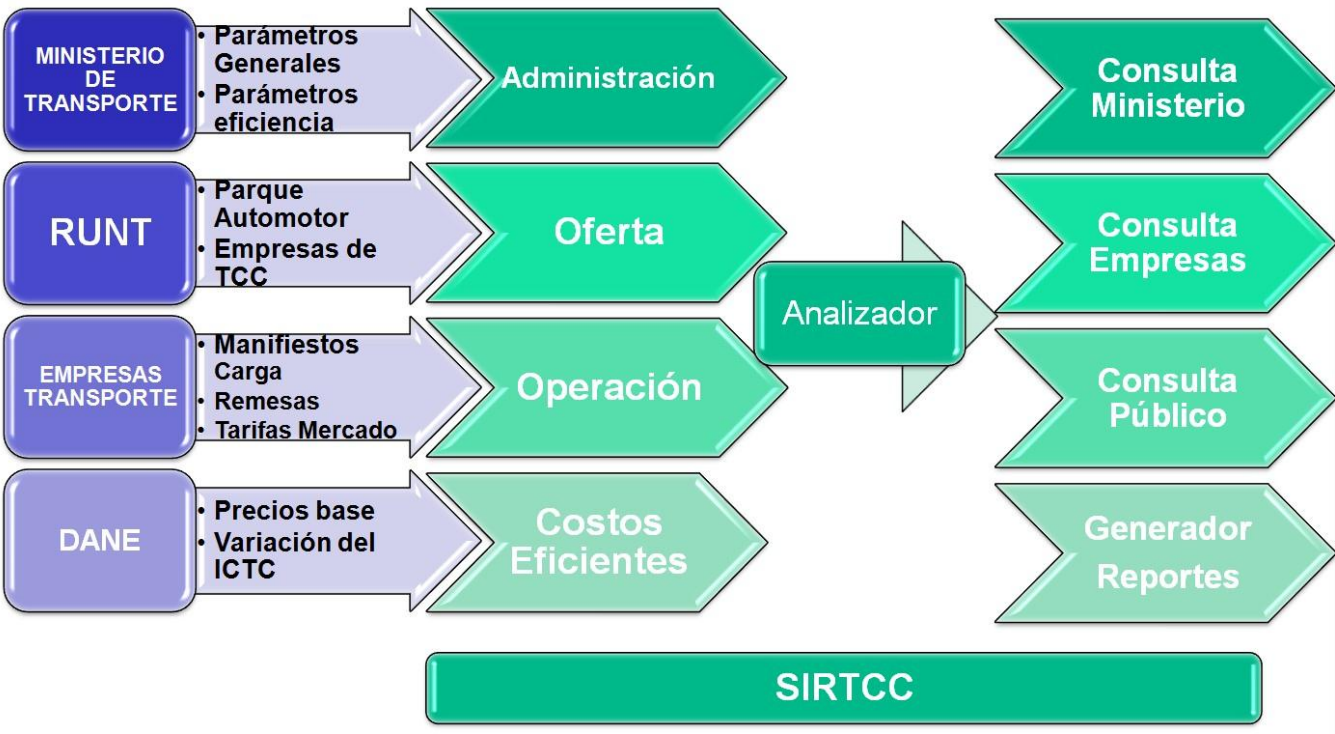 MINISTERIO
DE
TRANSPORTE
• Parámetros
Generales
• Parámetros
eficiencia
Administración
Consulta
Ministerio
RUNT
• Parque
Automotor
• Empresas de
TCC
Oferta
Consulta
Empresas
Analizador
EMPRESAS
TRANSPORTE
• Manifiestos
Carga
• Remesas
• Tarifas Mercado
Operación
Consulta
Público
DANE
• Precios base
• Variación del
ICTC
Costos
Eficientes
Generador
Reportes
SIRTCC